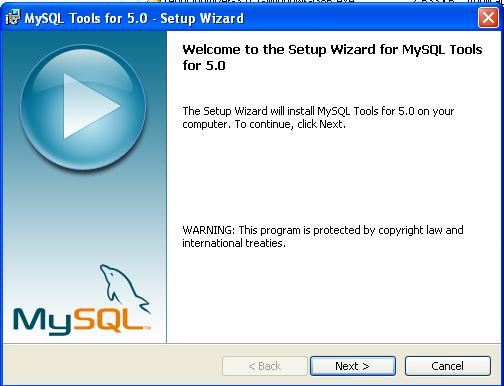 MySQL Tools for 5.0 - Setup Wizard
Welcome to the Setup Wizard for MySQL Tools
for 5.0
The Setup Wizard will install MySQL Tools for 5.0 on your
computer. To continue, click Next.
WARNING: This program is protected by copyright law and
international treaties.
MySQL
< Back
Next >
Cancel